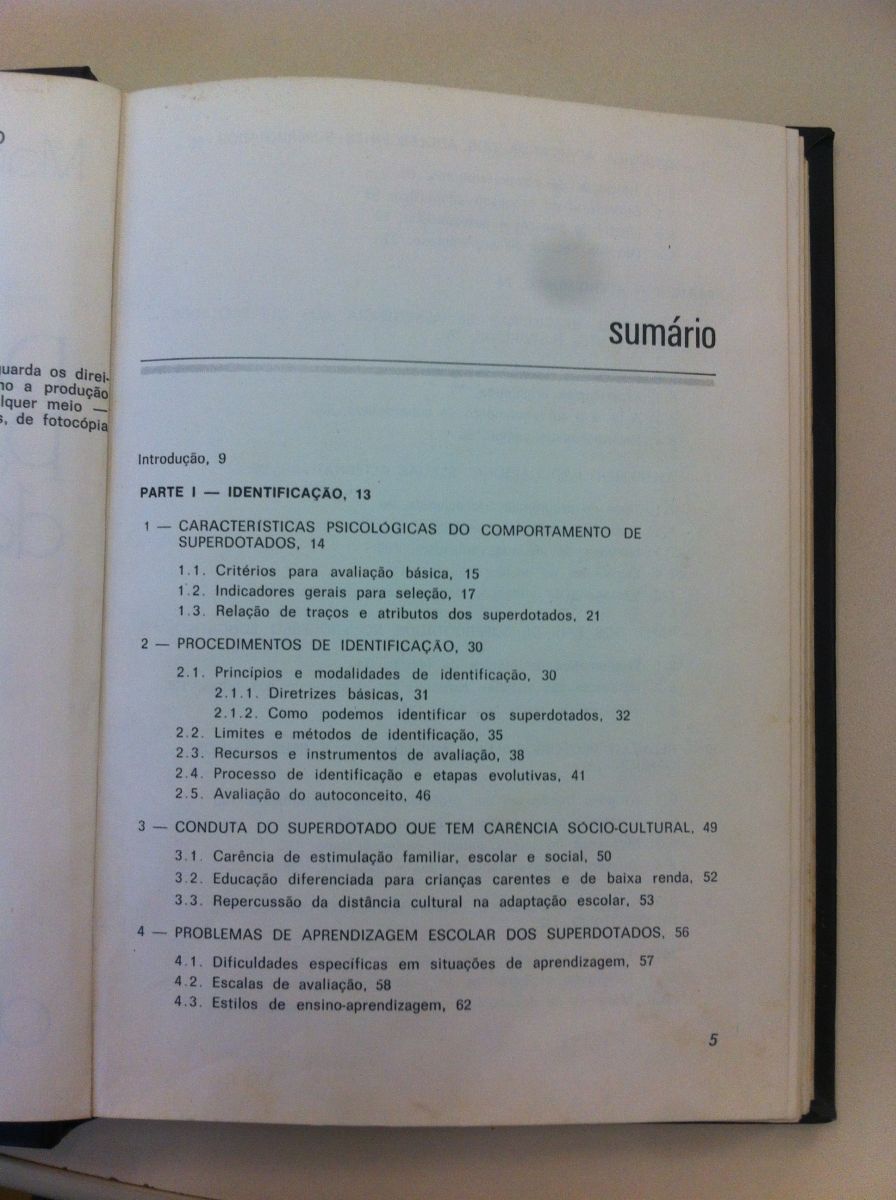 guarda os direi-
no a produção
lquer meio —
s, de fotocópia
sumário
Introdução, 9
PARTE I — IDENTIFICAÇÃO, 13
1 — CARACTERÍSTICAS PSICOLÓGICAS DO COMPORTAMENTO DE
SUPERDOTADOS, 14
1.1. Critérios para avaliação básica, 15
1.2. Indicadores gerais para seleção, 17
1.3. Relação de traços e atributos dos superdotados, 21
2 — PROCEDIMENTOS DE IDENTIFICAÇÃO, 30
2.1. Princípios e modalidades de identificação, 30
2.1.1. Diretrizes básicas, 31
2.1.2. Como podemos identificar os superdotados, 32
2.2. Limites e métodos de identificação, 35
2.3. Recursos e instrumentos de avaliação, 38
2.4. Processo de identificação e etapas evolutivas, 41
2.5. Avaliação do autoconceito, 46
3 — CONDUTA DO SUPERDOTADO QUE TEM CARÊNCIA SÓCIO-CULTURAL, 49
3.1. Carência de estimulação familiar, escolar e social, 50
3.2. Educação diferenciada para crianças carentes e de baixa renda, 52
3.3. Repercussão da distância cultural na adaptação escolar, 53
4 — PROBLEMAS DE APRENDIZAGEM ESCOLAR DOS SUPERDOTADOS, 56
4.1. Dificuldades específicas em situações de aprendizagem, 57
4.2. Escalas de avaliação, 58
4.3. Estilos de ensino-aprendizagem, 62
5